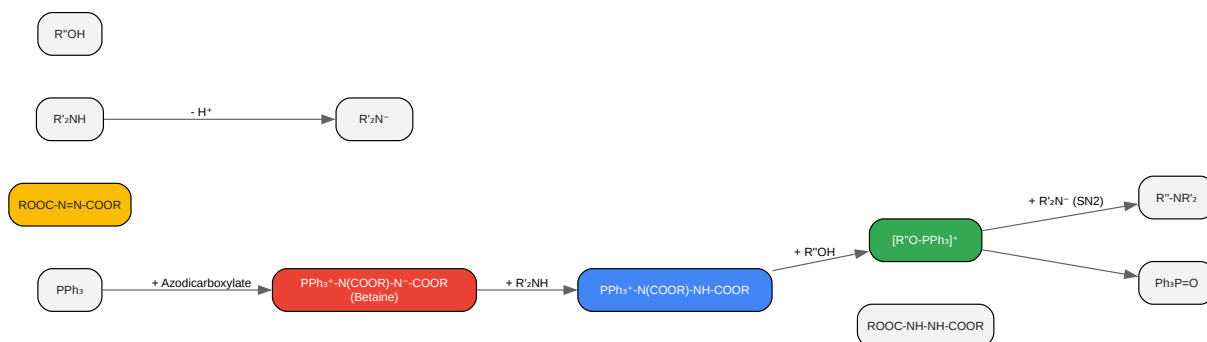 R"OH
R'₂NH
- H⁺
R'₂N⁻
ROOC-N=N-COOR
PPh₃
+ Azodicarboxylate
PPh₃⁺-N(COOR)-N⁻-COOR
(Betaine)
+ R'₂NH
PPh₃⁺-N(COOR)-NH-COOR
+ R"OH
[R"O-PPh₃]⁺
+ R'₂N⁻ (SN2)
R"-NR'₂
Ph₃P=O
ROOC-NH-NH-COOR